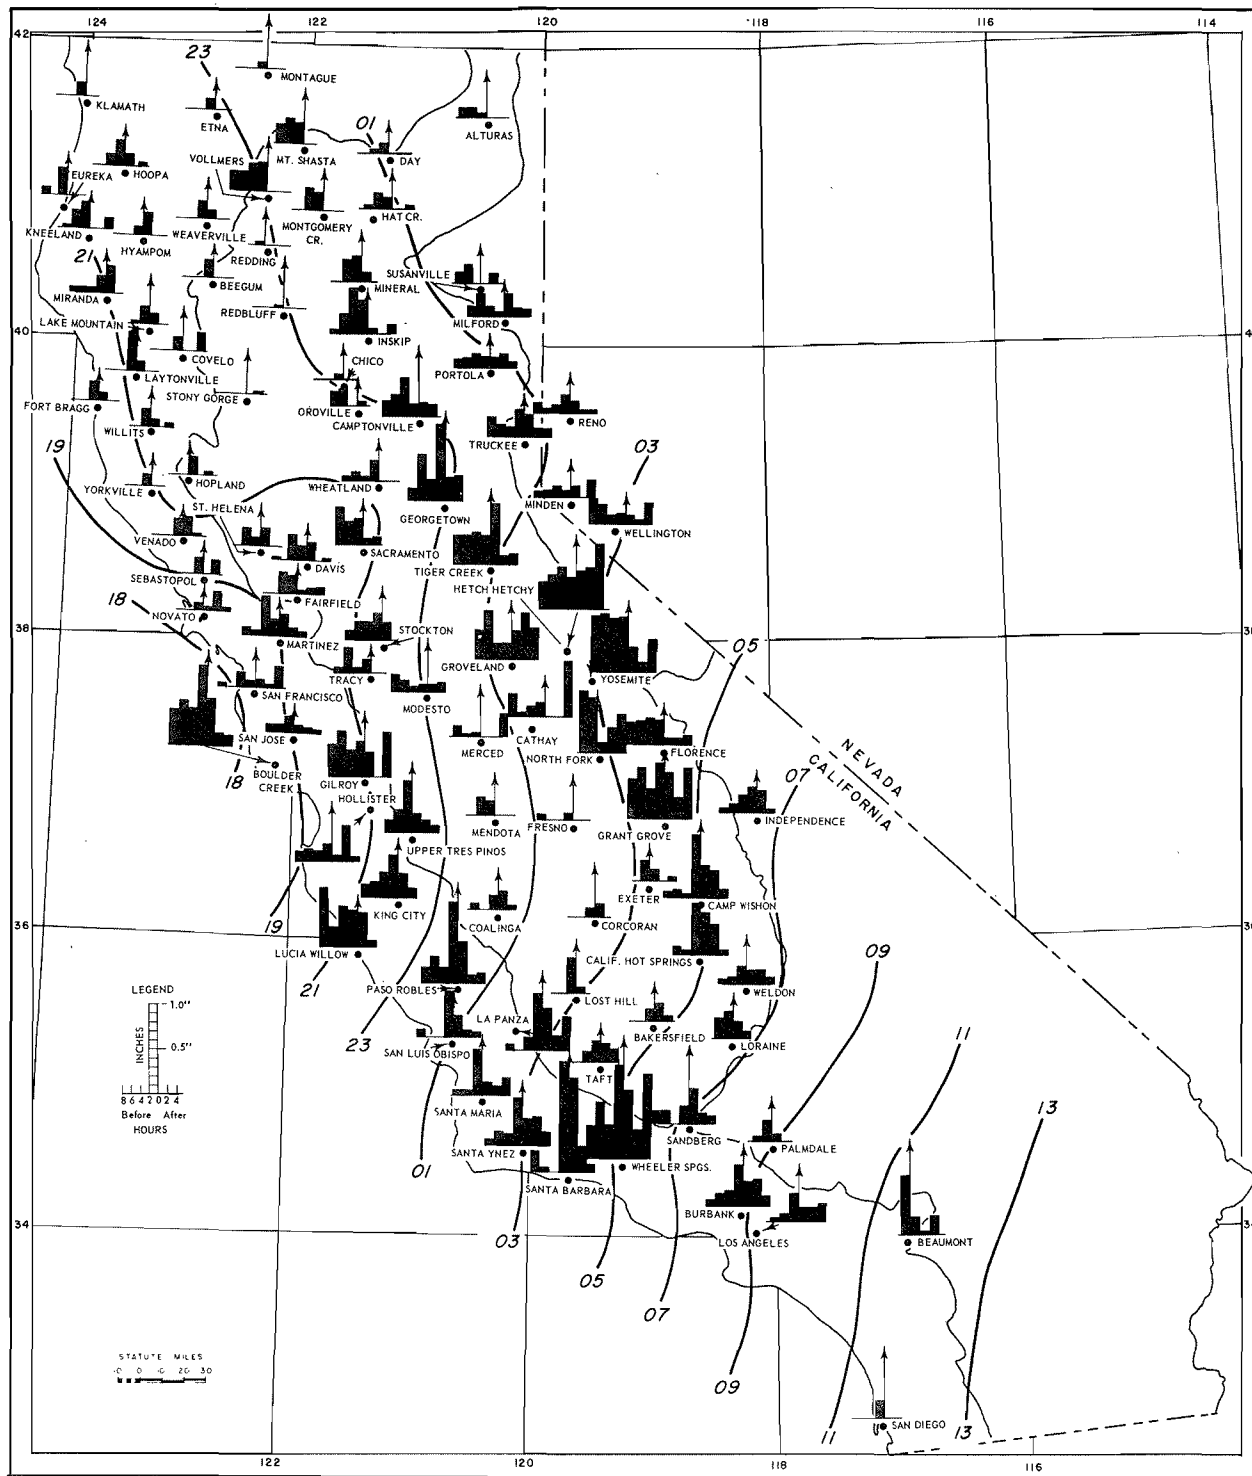 124 122 120 118 116 114
42
23
MONTAGUE
KLAMATH
ETNA
ALTURAS
01
MT. SHASTA
DAY
VOLLMERS
HOOPA
EUREKA
KNEELAND
HYAMPOM
WEAVERVILLE
MONTGOMERY
CR.
HAT CR.
REDDING
21
BEEGUM
SUSANVILLE
MINERAL
MIRANDA
REDBLUFF
MILFORD
LAKE MOUNTAIN
40
INSKIP
COVELO
CHICO
PORTOLA
LAYTONVILLE
STONY GORGE
FORT BRAGG
OROVILLE
CAMPTONVILLE
RENO
WILLITS
TRUCKEE
19
03
HOPLAND
WHEATLAND
YORKVILLE
ST. HELENA
GEORGETOWN
MINDEN
WELLINGTON
VENADO
SACRAMENTO
DAVIS
TIGER CREEK
SEBASTOPOL
HETCH HETCHY
FAIRFIELD
18
NOVATO
STOCKTON
38
MARTINEZ
05
GROVELAND
TRACY
YOSEMITE
SAN FRANCISCO
MODESTO
CATHAY
SAN JOSE
MERCED
NORTH FORK
FLORENCE
NEVADA
CALIFORNIA
07
18
BOULDER
CREEK
GILROY
HOLLISTER
MENDOTA
FRESNO
GRANT GROVE
INDEPENDENCE
UPPER TRES PINOS
EXETER
CAMP WISHON
KING CITY
19
COALINGA
CORCORAN
36
LUCIA WILLOW
CALIF. HOT SPRINGS
09
21
PASO ROBLES
WELDON
LOST HILL
LA PANZA
BAKERSFIELD
11
23
SAN LUIS OBISPO
LORAINE
TAFT
LEGEND
1.0"
0.5"
INCHES
8 6 4 2 0 2 4
Before After
HOURS
SANTA MARIA
13
SANDBERG
PALMDALE
SANTA YNEZ
WHEELER SPGS.
01
SANTA BARBARA
BURBANK
34
LOS ANGELES
BEAUMONT
03
05
07
STATUTE MILES
10 0 10 20 30
09
SAN DIEGO
11
13
122 120 118 116